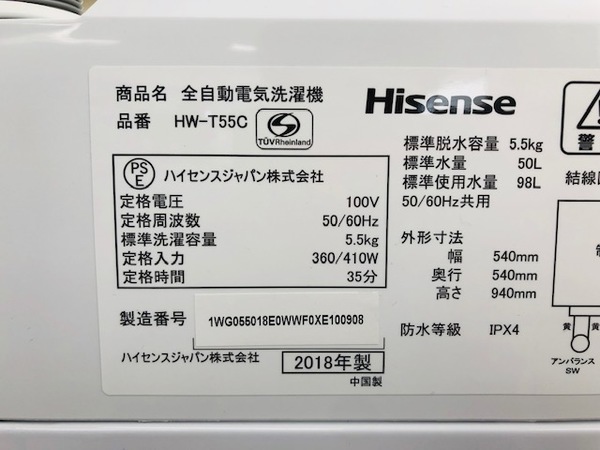 商品名 全自動電気洗濯機
品番 HW-T55C
TÜVRheinland
Hisense
PSE
ハイセンスジャパン株式会社
定格電圧 100V
定格周波数 50/60Hz
標準洗濯容量 5.5kg
定格入力 360/410W
定格時間 35分
製造番号 1WG055018E0WWF0XE100908
ハイセンスジャパン株式会社 2018年製
中国製
標準脱水容量 5.5kg
標準水量 50L
標準使用水量 98L
50/60Hz共用
外形寸法
幅 540mm
奥行 540mm
高さ 940mm
防水等級 IPX4
警
結線
黄 黄
アンバランス
SW